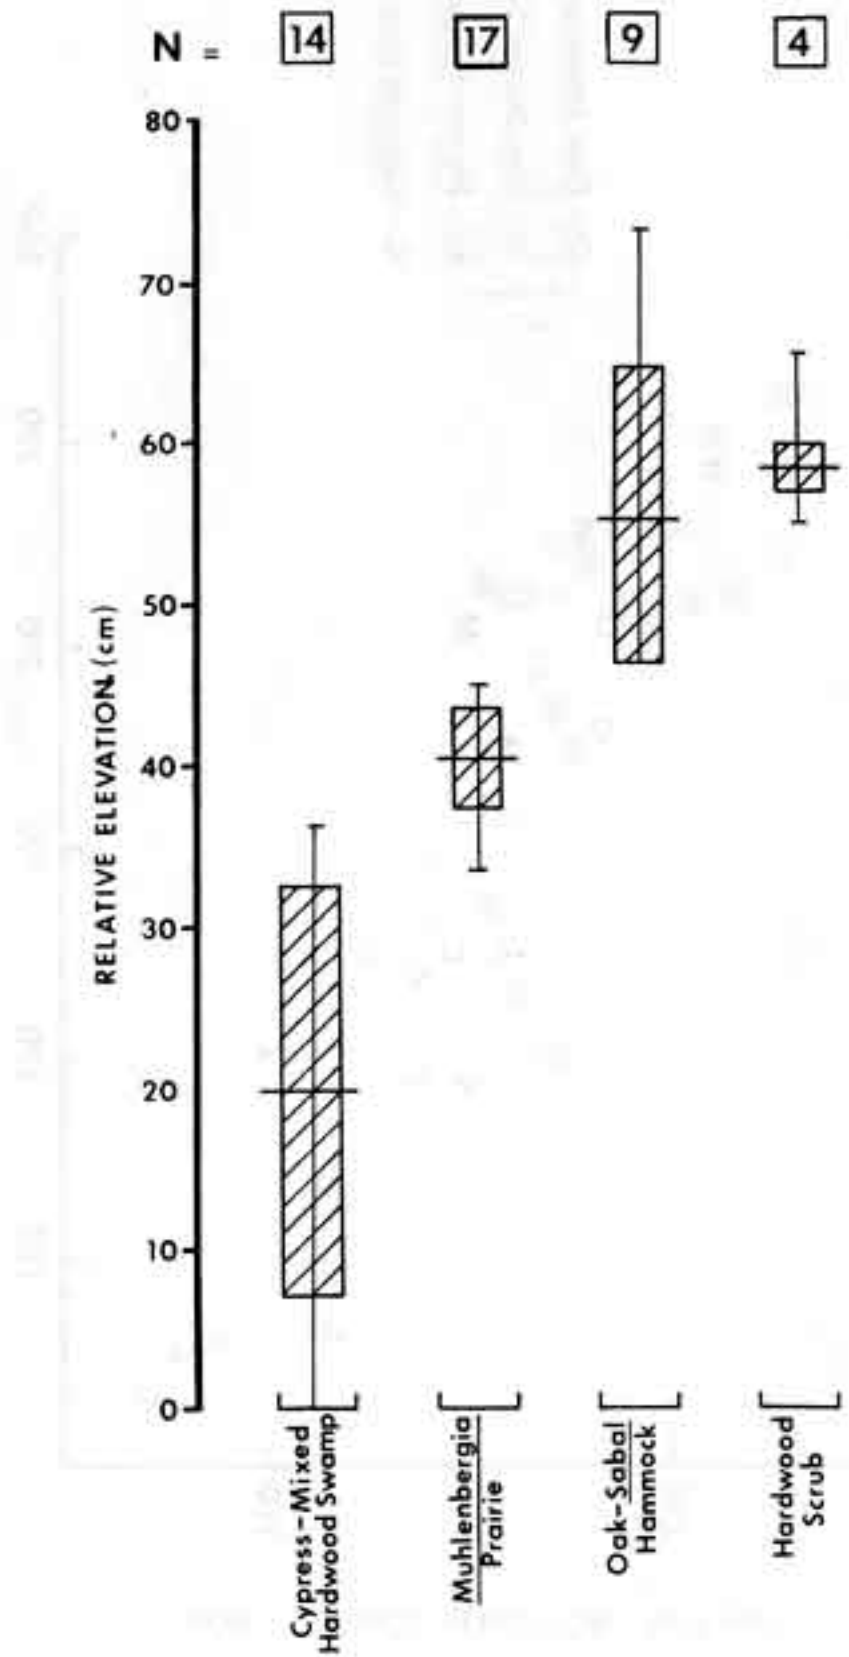 N = 14 17 9 4
80
70
60
50
40
30
20
10
0
RELATIVE ELEVATION (cm)
Cypress-Mixed
Hardwood Swamp
Muhlenbergia
Prairie
Oak-Sabal
Hammock
Hardwood
Scrub